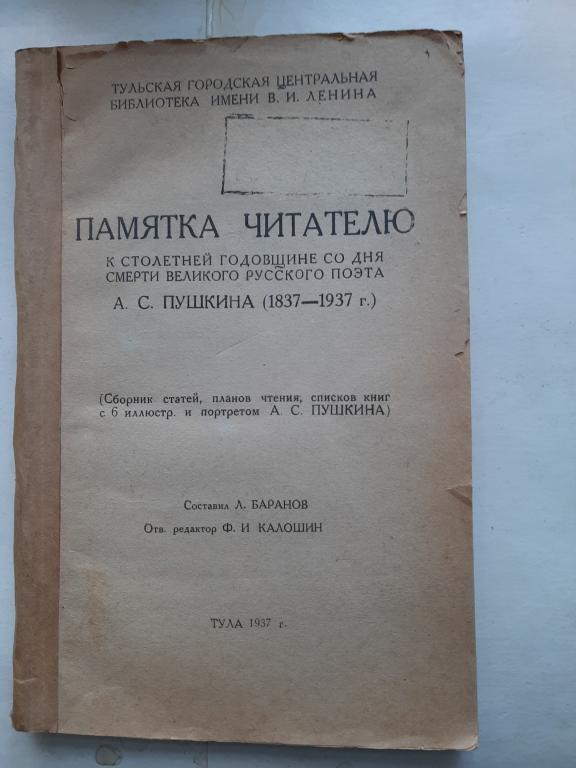 ТУЛЬСКАЯ ГОРОДСКАЯ ЦЕНТРАЛЬНАЯ
БИБЛИОТЕКА ИМЕНИ В. И. ЛЕНИНА
ПАМЯТКА ЧИТАТЕЛЮ
К СТОЛЕТНЕЙ ГОДОВЩИНЕ СО ДНЯ
СМЕРТИ ВЕЛИКОГО РУССКОГО ПОЭТА
А. С. ПУШКИНА (1837—1937 г.)
(Сборник статей, планов чтения, списков книг
с 6 иллюстр. и портретом А. С. ПУШКИНА)
Составил Л. БАРАНОВ
Отв. редактор Ф. И КАЛОШИН
ТУЛА 1937 г.